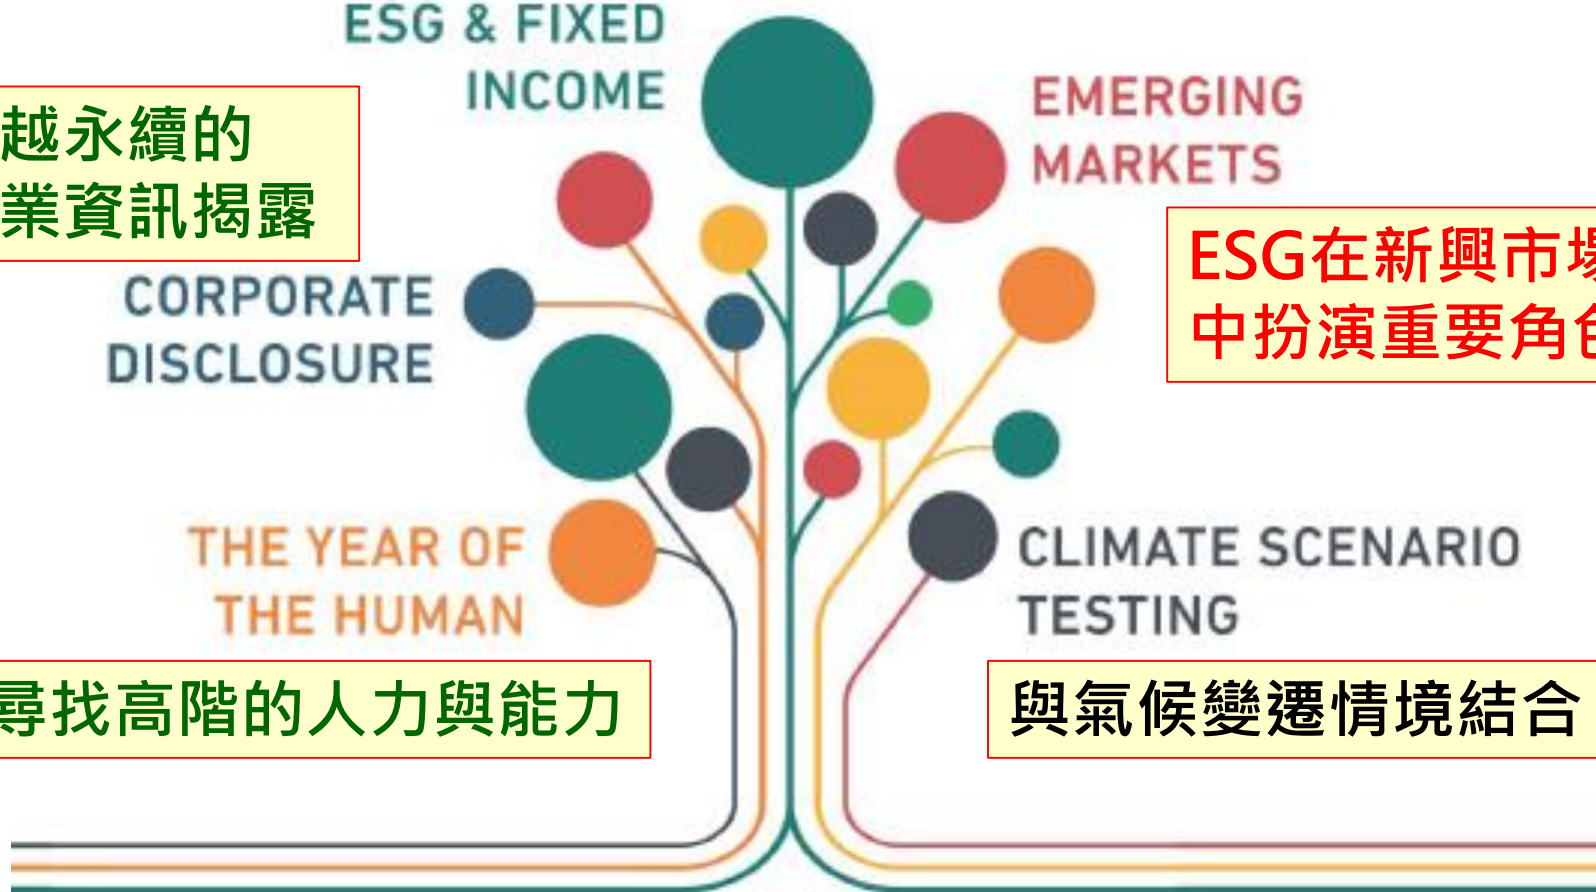 ESG & FIXED
INCOME
EMERGING
MARKETS
越永續的
業資訊揭露
ESG在新興市場
中扮演重要角色
CORPORATE
DISCLOSURE
THE YEAR OF
THE HUMAN
CLIMATE SCENARIO
TESTING
尋找高階的人力與能力
與氣候變遷情境結合